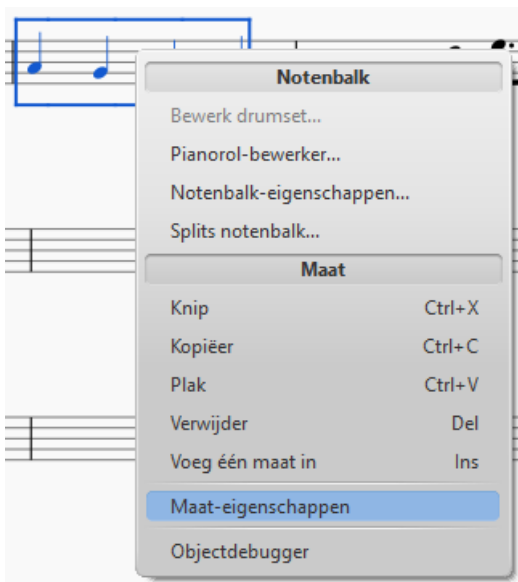 Notenbalk
Bewerk drumset...
Pianorol-bewerker...
Notenbalk-eigenschappen...
Splits notenbalk...
Maat
Knip Ctrl+X
Kopiëer Ctrl+C
Plak Ctrl+V
Verwijder Del
Voeg één maat in Ins
Maat-eigenschappen
Objectdebugger